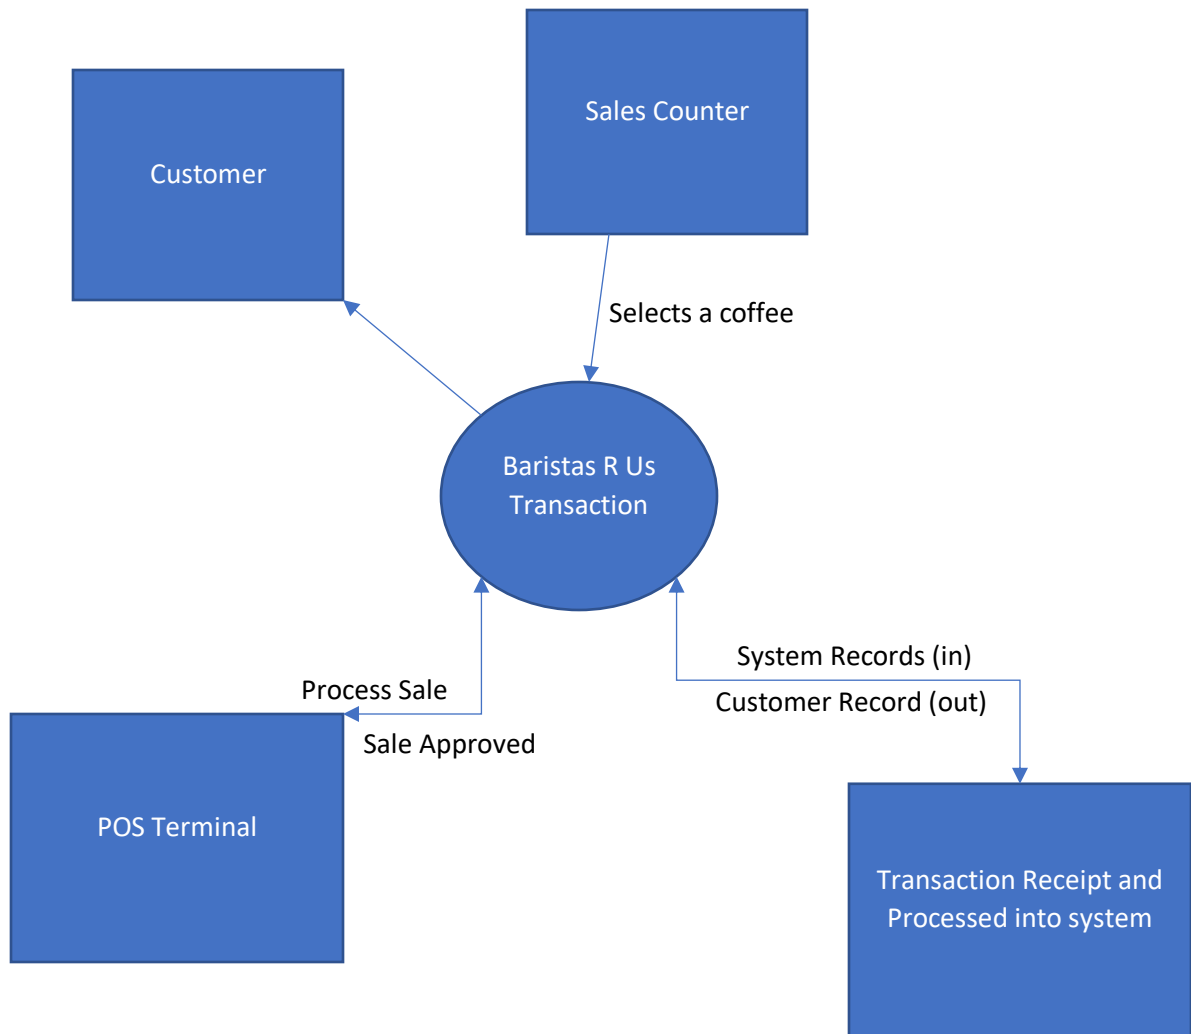 Sales Counter
Customer
Selects a coffee
Baristas R Us
Transaction
System Records (in)
Process Sale
Customer Record (out)
Sale Approved
POS Terminal
Transaction Receipt and
Processed into system